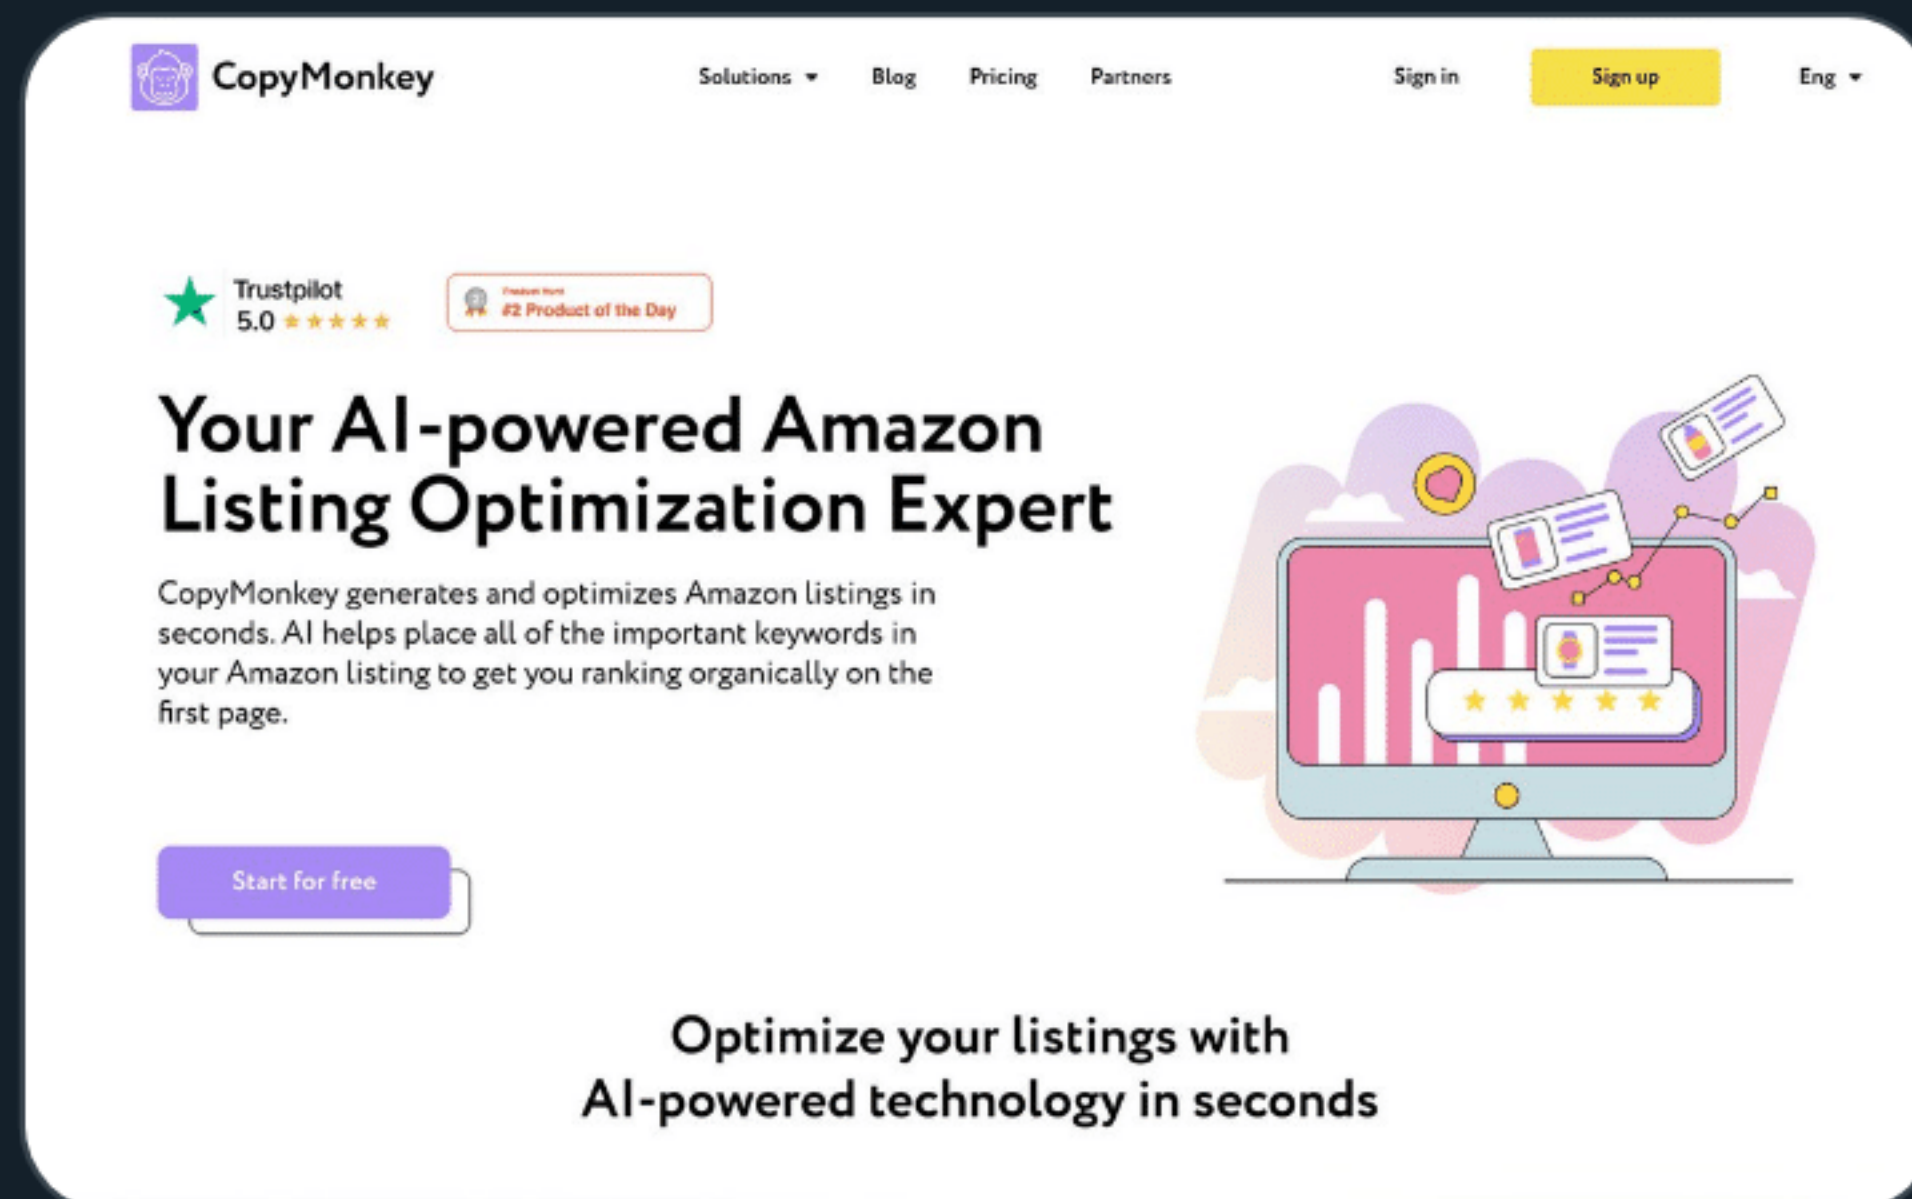 CopyMonkey
Solutions
Blog
Pricing
Partners
Sign in
Sign up
Eng
Trustpilot
5.0
Product Hunt
#2 Product of the Day
Your AI-powered Amazon
Listing Optimization Expert
CopyMonkey generates and optimizes Amazon listings in
seconds. AI helps place all of the important keywords in
your Amazon listing to get you ranking organically on the
first page.
Start for free
Optimize your listings with
AI-powered technology in seconds